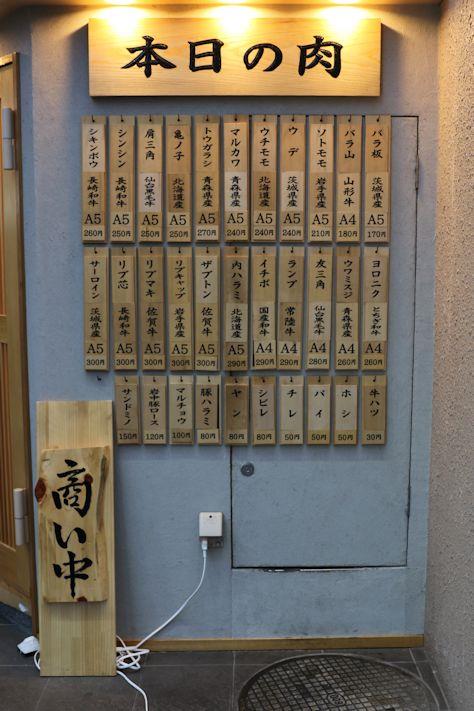 本日の肉
バラ板 茨城県産 A5 170円
バラ山 山形牛 A4 180円
ソトモモ 岩手県産 A5 210円
ウデ 茨城県産 A5 240円
ウチモモ 北海道産 A4 240円
マルカワ 青森県産 A5 240円
トウガラシ 青森県産 A5 270円
亀ノ子 北海道産 A5 250円
肩三角 仙台黒毛牛 A5 250円
シンシン 長崎和牛 A5 250円
シキンボウ 長崎和牛 A5 260円
ヨロニク とちぎ和牛 A4 260円
ウワミスジ 青森県産 A5 260円
友三角 仙台黒毛牛 A4 280円
ランプ 常陸牛 A4 290円
イチボ 国産和牛 A4 290円
内ハラミ 北海道産 A5 290円
ザブトン 佐賀牛 A5 300円
リブキャップ 岩手県産 A5 300円
リブマキ 佐賀牛 A5 300円
リブ芯 長崎和牛 A5 300円
サーロイン 茨城県産 A5 300円
牛ハツ 30円
ホシ 50円
パイ 50円
チレ 50円
シビレ 80円
ヤン 80円
豚ハラミ 80円
マルチョウ 100円
岩中豚ロース 120円
サンドミノ 150円
商い中